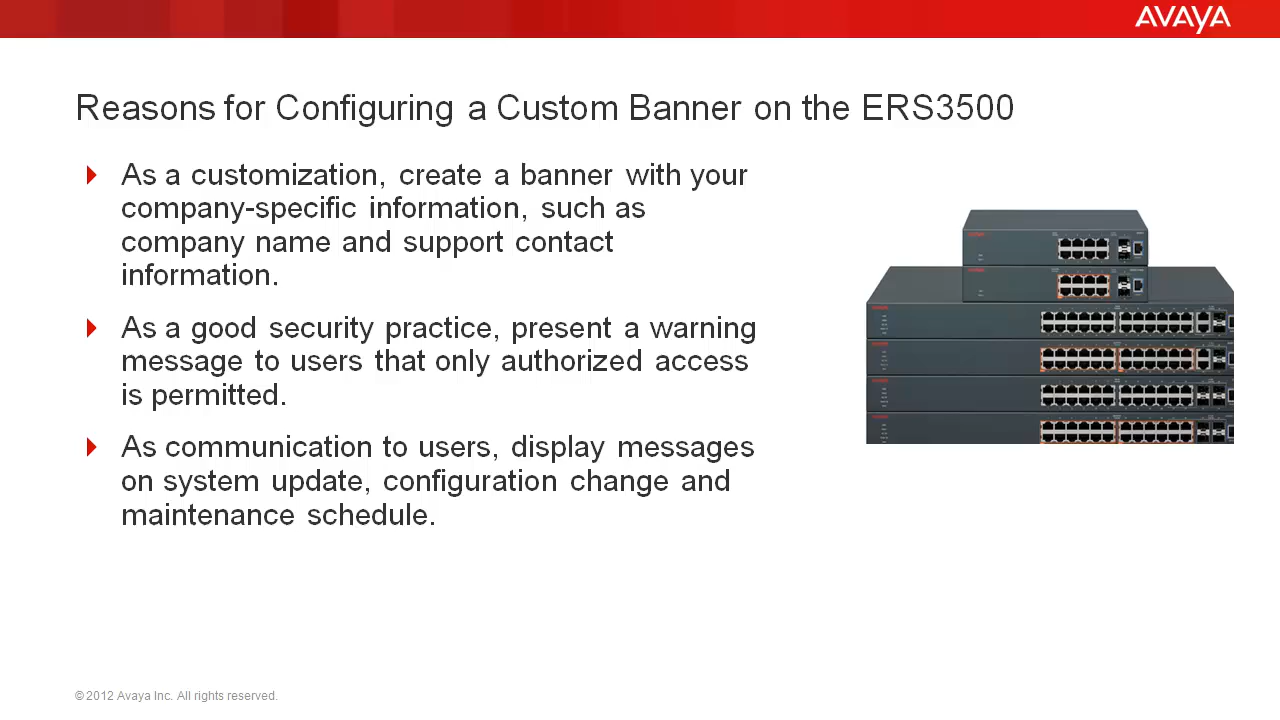 AVAYA
Reasons for Configuring a Custom Banner on the ERS3500
As a customization, create a banner with your
company-specific information, such as
company name and support contact
information.
As a good security practice, present a warning
message to users that only authorized access
is permitted.
As communication to users, display messages
on system update, configuration change and
maintenance schedule.
© 2012 Avaya Inc. All rights reserved.